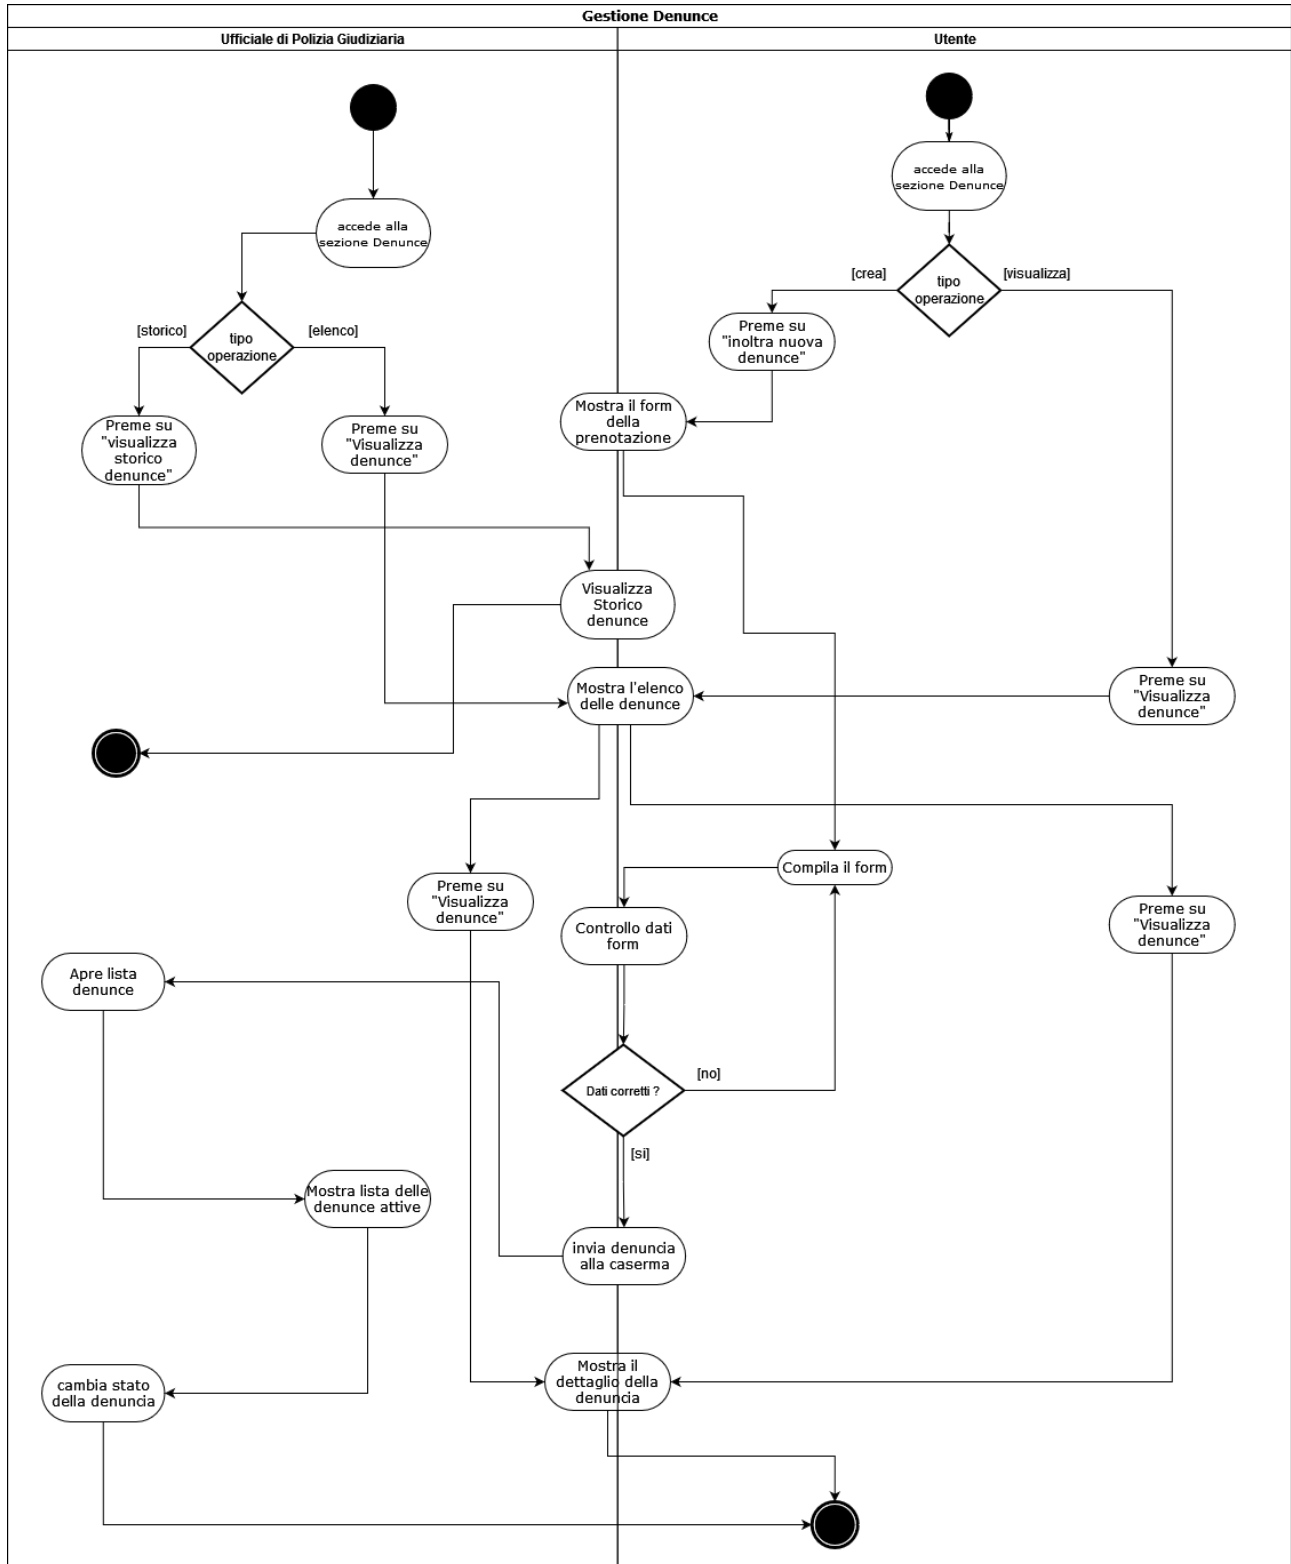 Gestione Denunce
Ufficiale di Polizia Giudiziaria
Utente
accede alla
sezione Denunce
accede alla
sezione Denunce
[crea]
tipo
operazione
[visualizza]
[storico]
tipo
operazione
[elenco]
Preme su
"inoltra nuova
denunce"
Mostra il form
della
prenotazione
Preme su
"visualizza
storico
denunce"
Preme su
"Visualizza
denunce"
Visualizza
Storico
denunce
Mostra l'elenco
delle denunce
Preme su
"Visualizza
denunce"
Compila il form
Preme su
"Visualizza
denunce"
Controllo dati
form
Preme su
"Visualizza
denunce"
Apre lista
denunce
Dati corretti ?
[no]
[si]
Mostra lista delle
denunce attive
invia denuncia
alla caserma
cambia stato
della denuncia
Mostra il
dettaglio della
denuncia